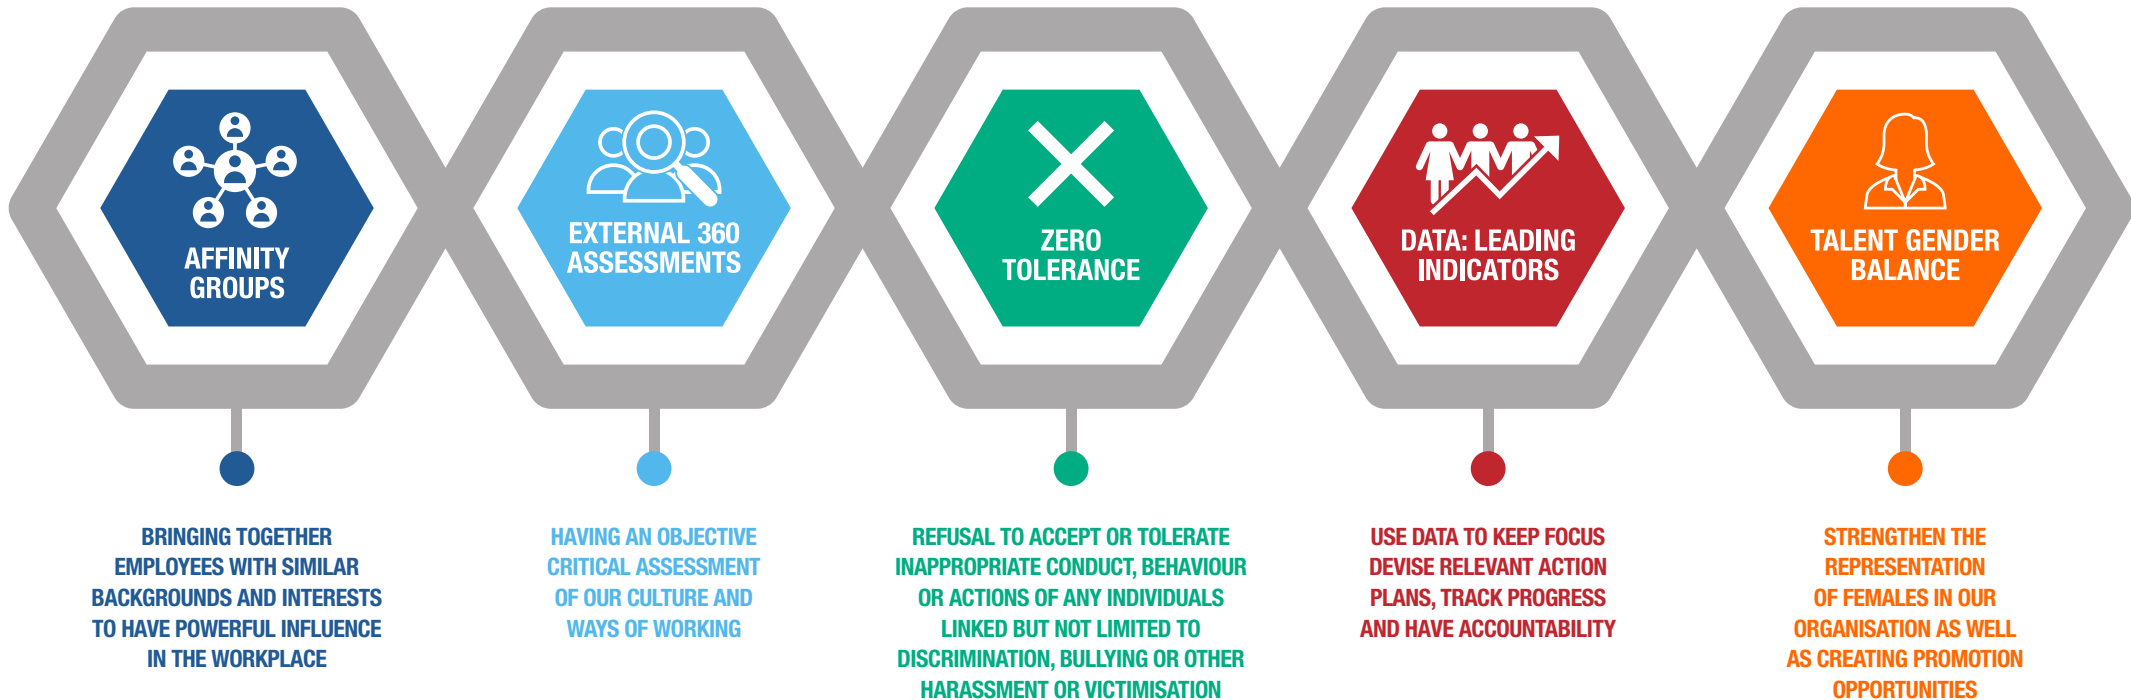 AFFINITY
GROUPS
EXTERNAL 360
ASSESSMENTS
ZERO
TOLERANCE
DATA: LEADING
INDICATORS
TALENT GENDER
BALANCE
BRINGING TOGETHER
EMPLOYEES WITH SIMILAR
BACKGROUNDS AND INTERESTS
TO HAVE POWERFUL INFLUENCE
IN THE WORKPLACE
HAVING AN OBJECTIVE
CRITICAL ASSESSMENT
OF OUR CULTURE AND
WAYS OF WORKING
REFUSAL TO ACCEPT OR TOLERATE
INAPPROPRIATE CONDUCT, BEHAVIOUR
OR ACTIONS OF ANY INDIVIDUALS
LINKED BUT NOT LIMITED TO
DISCRIMINATION, BULLYING OR OTHER
HARASSMENT OR VICTIMISATION
USE DATA TO KEEP FOCUS
DEVISE RELEVANT ACTION
PLANS, TRACK PROGRESS
AND HAVE ACCOUNTABILITY
STRENGTHEN THE
REPRESENTATION
OF FEMALES IN OUR
ORGANISATION AS WELL
AS CREATING PROMOTION
OPPORTUNITIES